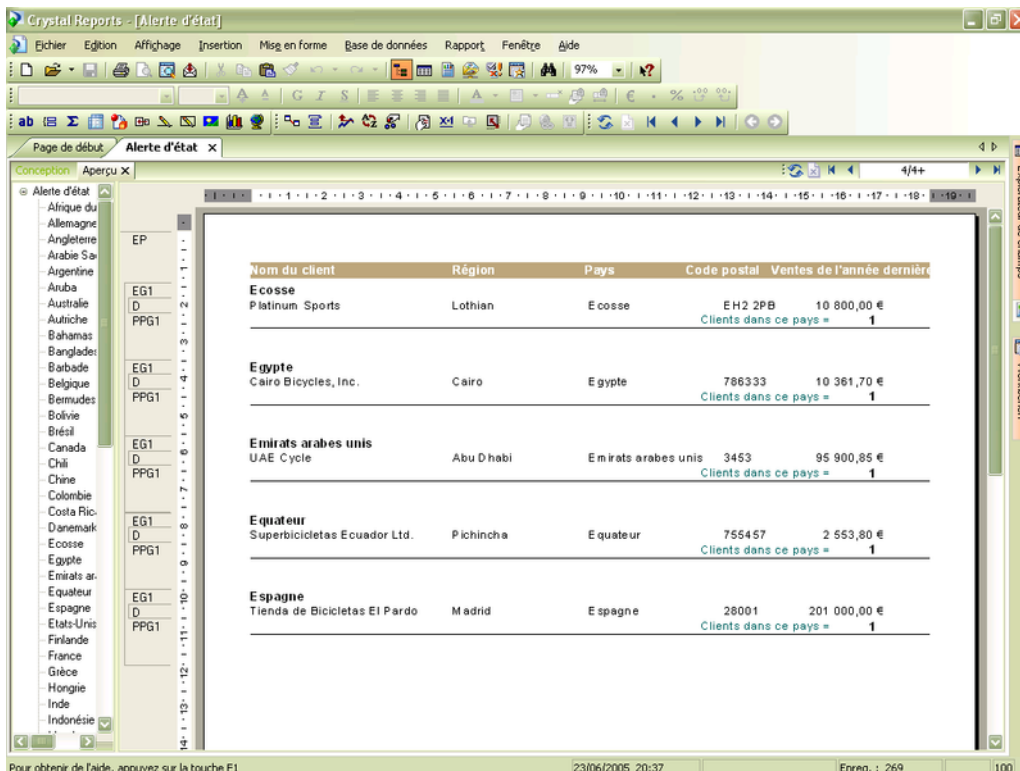 Crystal Reports - [Alerte d'état]
Fichier Edition Affichage Insertion Mise en forme Base de données Rapport Fenêtre Aide
97%
G I S
Page de début Alerte d'état
Conception Aperçu 4/4+
Alerte d'état
Afrique du
Allemagne
Angleterre
Arabie Sa
Argentine
Aruba
Australie
Autriche
Bahamas
Banglade
Barbade
Belgique
Bermudes
Bolivie
Brésil
Canada
Chili
Chine
Colombie
Costa Ric
Danemark
Ecosse
Egypte
Emirats ar
Equateur
Espagne
Etats-Unis
Finlande
France
Grèce
Hongrie
Inde
Indonésie
EP
Nom du client Région Pays Code postal Ventes de l'année dernière
EG1 Ecosse
D Platinum Sports Lothian Ecosse EH2 2PB 10 800,00 €
PPG1 Clients dans ce pays = 1
EG1 Egypte
D Cairo Bicycles, Inc. Cairo Egypte 786333 10 361,70 €
PPG1 Clients dans ce pays = 1
EG1 Emirats arabes unis
D UAE Cycle Abu Dhabi Emirats arabes unis 3453 95 900,85 €
PPG1 Clients dans ce pays = 1
EG1 Equateur
D Superbicicletas Ecuador Ltd. Pichincha Equateur 755457 2 553,80 €
PPG1 Clients dans ce pays = 1
EG1 Espagne
D Tienda de Bicicletas El Pardo Madrid Espagne 28001 201 000,00 €
PPG1 Clients dans ce pays = 1
Pour obtenir de l'aide, appuyez sur la touche F1 23/06/2005 20:37 Enreg. : 269 100